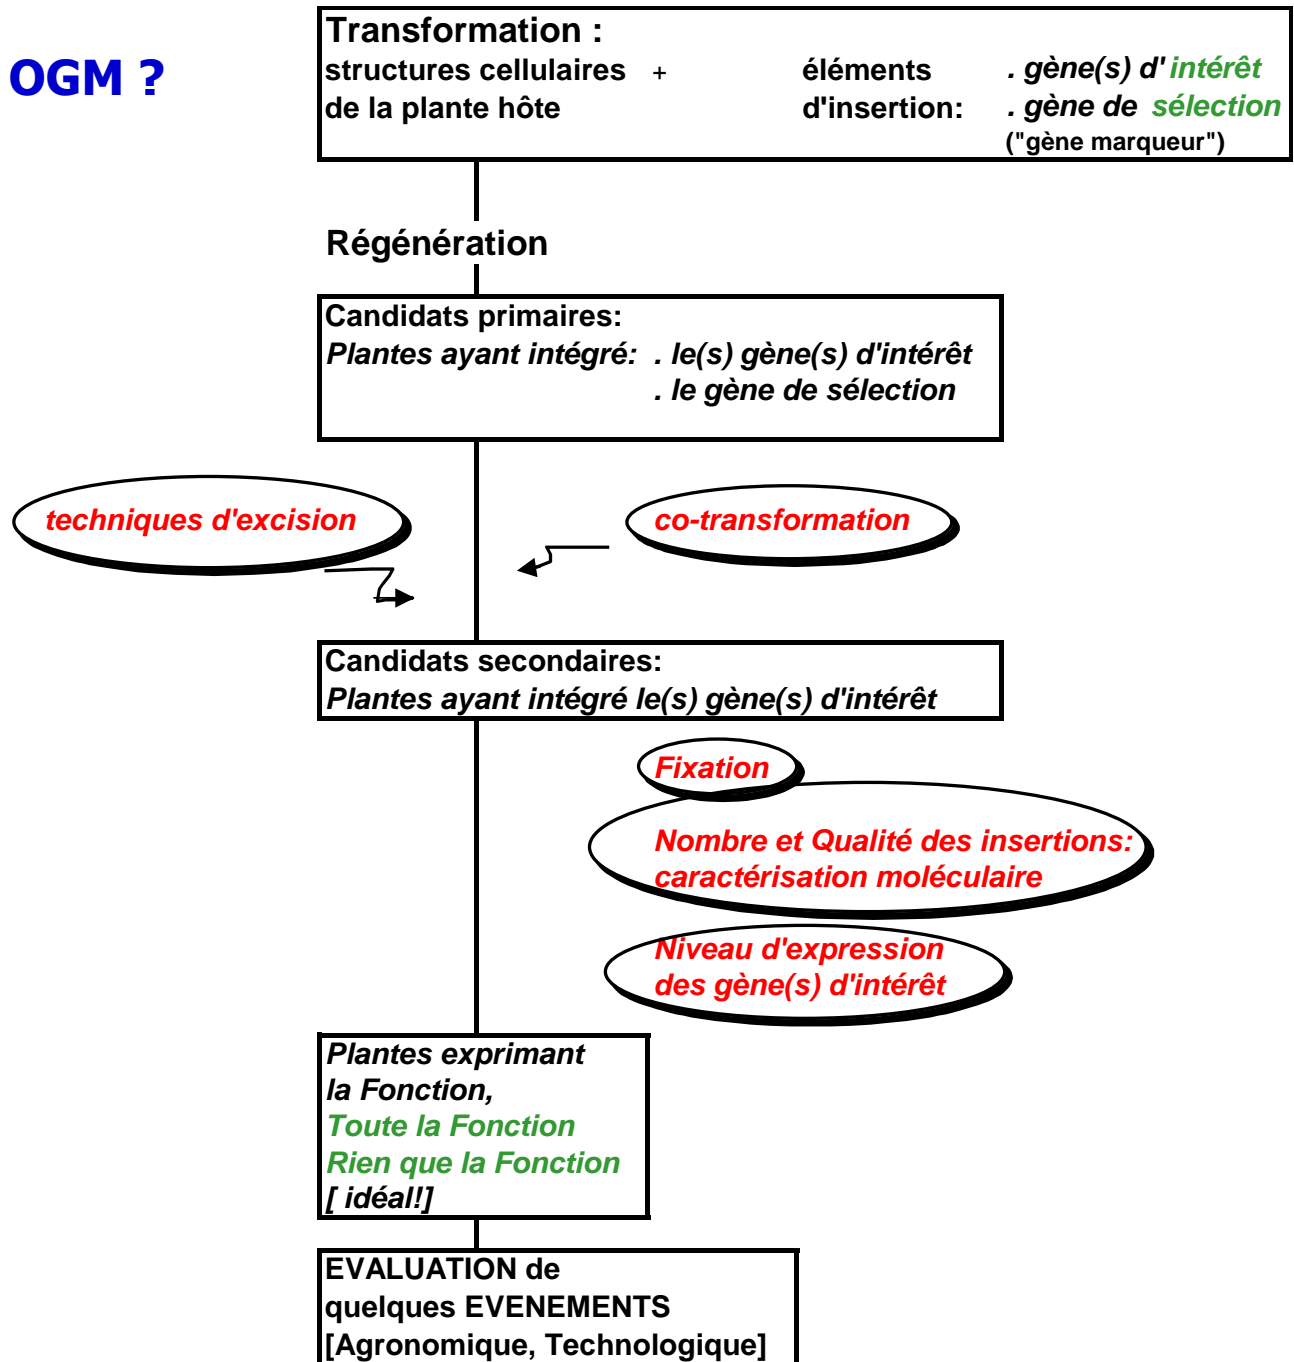 OGM ?
Transformation :
structures cellulaires + éléments . gène(s) d' intérêt
de la plante hôte d'insertion: . gène de sélection
("gène marqueur")
Régénération
Candidats primaires:
Plantes ayant intégré: . le(s) gène(s) d'intérêt
. le gène de sélection
techniques d'excision
co-transformation
Candidats secondaires:
Plantes ayant intégré le(s) gène(s) d'intérêt
Fixation
Nombre et Qualité des insertions:
caractérisation moléculaire
Niveau d'expression
des gène(s) d'intérêt
Plantes exprimant
la Fonction,
Toute la Fonction
Rien que la Fonction
[ idéal!]
EVALUATION de
quelques EVENEMENTS
[Agronomique, Technologique]